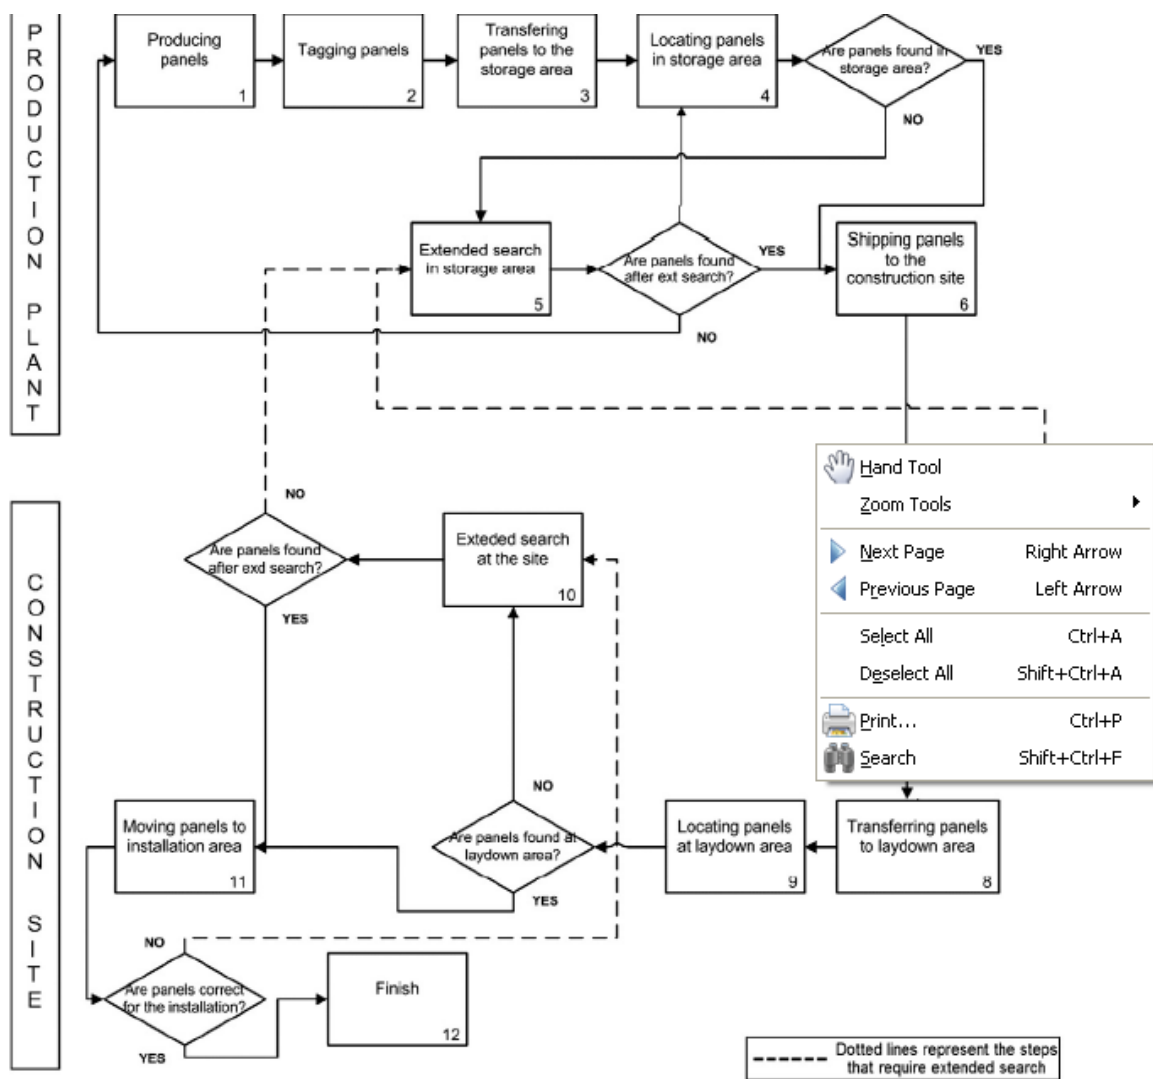 PRODUCTION PLANT
Producing
panels
1
Tagging panels
2
Transfering
panels to the
storage area
3
Locating panels
in storage area
4
Are panels found in
storage area?
YES
NO
Extended search
in storage area
5
Are panels found
after ext search?
YES
NO
Shipping panels
to the
construction site
6
Hand Tool
Zoom Tools
Next Page Right Arrow
Previous Page Left Arrow
Select All Ctrl+A
Deselect All Shift+Ctrl+A
Print... Ctrl+P
Search Shift+Ctrl+F
CONSTRUCTION SITE
NO
Are panels found
after exd search?
YES
Exteded search
at the site
10
Moving panels to
installation area
11
NO
Are panels found at
laydown area?
YES
Locating panels
at laydown area
9
Transferring panels
to laydown area
8
NO
Are panels correct
for the installation?
YES
Finish
12
Dotted lines represent the steps
that require extended search